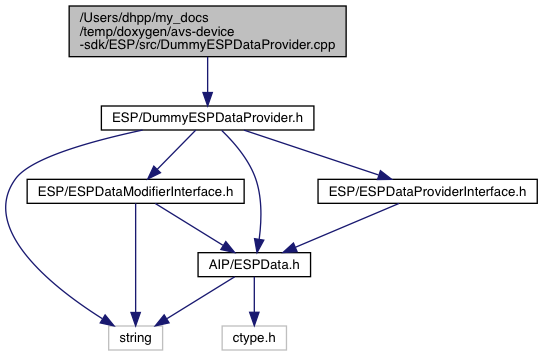 /Users/dhpp/my_docs
/temp/doxygen/avs-device
-sdk/ESP/src/DummyESPDataProvider.cpp
ESP/DummyESPDataProvider.h
ESP/ESPDataModifierInterface.h
ESP/ESPDataProviderInterface.h
AIP/ESPData.h
string
ctype.h